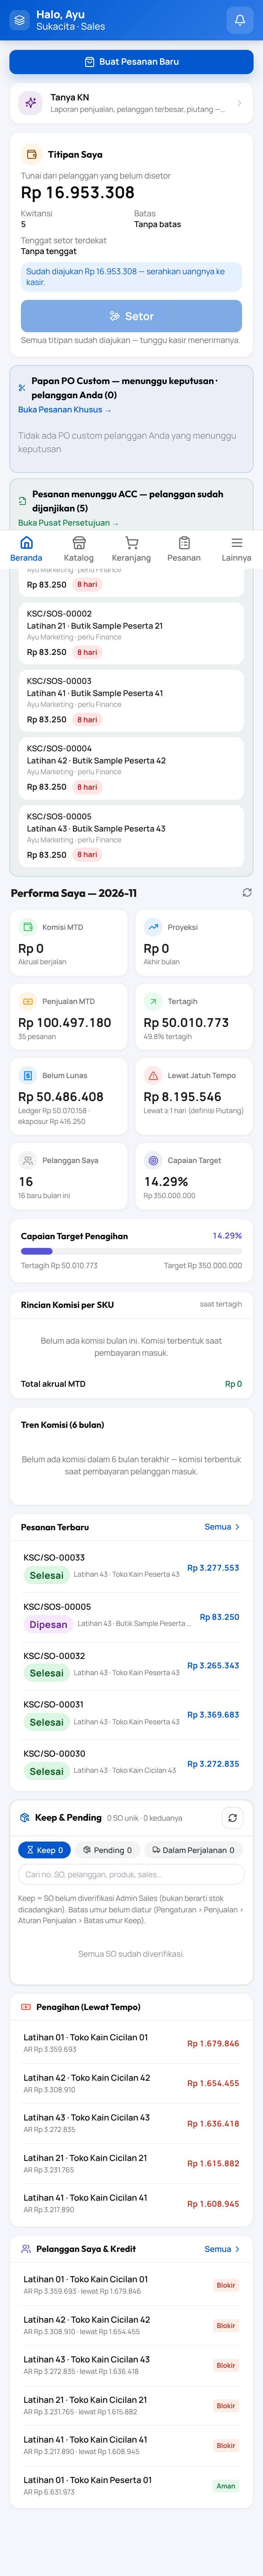 Halo, Ayu
Sukacita · Sales
Buat Pesanan Baru
Tanya KN
Laporan penjualan, pelanggan terbesar, piutang —...
Titipan Saya
Tunai dari pelanggan yang belum disetor
Rp 16.953.308
Kwitansi
5
Batas
Tanpa batas
Tenggat setor terdekat
Tanpa tenggat
Sudah diajukan Rp 16.953.308 — serahkan uangnya ke
kasir.
Setor
Semua titipan sudah diajukan — tunggu kasir menerimanya.
Papan PO Custom — menunggu keputusan ·
pelanggan Anda (0)
Buka Pesanan Khusus →
Tidak ada PO custom pelanggan Anda yang menunggu
keputusan
Pesanan menunggu ACC — pelanggan sudah
dijanjikan (5)
Buka Pusat Persetujuan →
Beranda
Katalog
Keranjang
Pesanan
Lainnya
Ayu Marketing · perlu Finance
Rp 83.250 8 hari
KSC/SOS-00002
Latihan 21 · Butik Sample Peserta 21
Ayu Marketing · perlu Finance
Rp 83.250 8 hari
KSC/SOS-00003
Latihan 41 · Butik Sample Peserta 41
Ayu Marketing · perlu Finance
Rp 83.250 8 hari
KSC/SOS-00004
Latihan 42 · Butik Sample Peserta 42
Ayu Marketing · perlu Finance
Rp 83.250 8 hari
KSC/SOS-00005
Latihan 43 · Butik Sample Peserta 43
Ayu Marketing · perlu Finance
Rp 83.250 8 hari
Performa Saya — 2026-11
Komisi MTD
Rp 0
Akrual berjalan
Proyeksi
Rp 0
Akhir bulan
Penjualan MTD
Rp 100.497.180
35 pesanan
Tertagih
Rp 50.010.773
49.8% tertagih
Belum Lunas
Rp 50.486.408
Ledger Rp 50.070.158 ·
eksposur Rp 416.250
Lewat Jatuh Tempo
Rp 8.195.546
Lewat ≥ 1 hari (definisi Piutang)
Pelanggan Saya
16
16 baru bulan ini
Capaian Target
14.29%
Rp 350.000.000
Capaian Target Penagihan 14.29%
Tertagih Rp 50.010.773 Target Rp 350.000.000
Rincian Komisi per SKU saat tertagih
Belum ada komisi bulan ini. Komisi terbentuk saat
pembayaran masuk.
Total akrual MTD Rp 0
Tren Komisi (6 bulan)
Belum ada komisi dalam 6 bulan terakhir — komisi terbentuk
saat pembayaran pelanggan masuk.
Pesanan Terbaru Semua
KSC/SO-00033
Selesai Latihan 43 · Toko Kain Peserta 43 Rp 3.277.553
KSC/SOS-00005
Dipesan Latihan 43 · Butik Sample Peserta ... Rp 83.250
KSC/SO-00032
Selesai Latihan 43 · Toko Kain Peserta 43 Rp 3.265.343
KSC/SO-00031
Selesai Latihan 43 · Toko Kain Peserta 43 Rp 3.369.683
KSC/SO-00030
Selesai Latihan 43 · Toko Kain Cicilan 43 Rp 3.272.835
Keep & Pending 0 SO unik · 0 keduanya
Keep 0 Pending 0 Dalam Perjalanan 0
Cari no. SO, pelanggan, produk, sales...
Keep = SO belum diverifikasi Admin Sales (bukan berarti stok
dicadangkan). Batas umur belum diatur (Pengaturan > Penjualan >
Aturan Penjualan > Batas umur Keep).
Semua SO sudah diverifikasi.
Penagihan (Lewat Tempo)
Latihan 01 · Toko Kain Cicilan 01
AR Rp 3.359.693
Rp 1.679.846
Latihan 42 · Toko Kain Cicilan 42
AR Rp 3.308.910
Rp 1.654.455
Latihan 43 · Toko Kain Cicilan 43
AR Rp 3.272.835
Rp 1.636.418
Latihan 21 · Toko Kain Cicilan 21
AR Rp 3.231.765
Rp 1.615.882
Latihan 41 · Toko Kain Cicilan 41
AR Rp 3.217.890
Rp 1.608.945
Pelanggan Saya & Kredit Semua
Latihan 01 · Toko Kain Cicilan 01
AR Rp 3.359.693 · lewat Rp 1.679.846
Blokir
Latihan 42 · Toko Kain Cicilan 42
AR Rp 3.308.910 · lewat Rp 1.654.455
Blokir
Latihan 43 · Toko Kain Cicilan 43
AR Rp 3.272.835 · lewat Rp 1.636.418
Blokir
Latihan 21 · Toko Kain Cicilan 21
AR Rp 3.231.765 · lewat Rp 1.615.882
Blokir
Latihan 41 · Toko Kain Cicilan 41
AR Rp 3.217.890 · lewat Rp 1.608.945
Blokir
Latihan 01 · Toko Kain Peserta 01
AR Rp 6.631.973
Aman